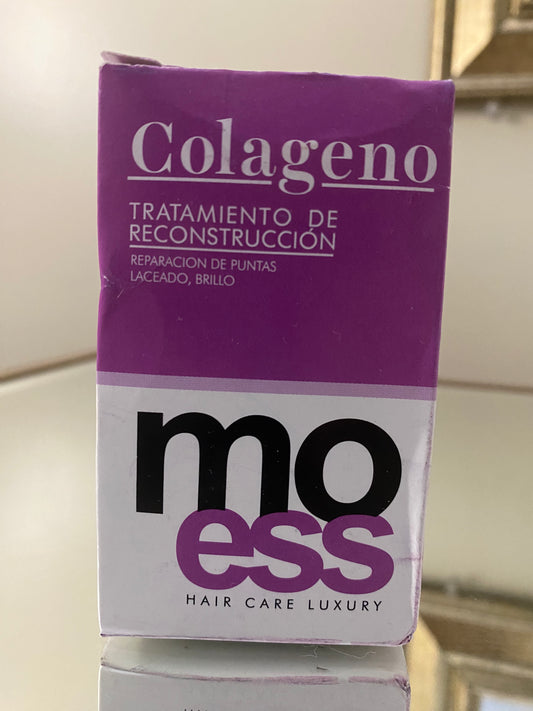 Colageno
TRATAMIENTO DE
RECONSTRUCCIÓN
REPARACION DE PUNTAS
LACEADO, BRILLO
mo
ess
HAIR CARE LUXURY